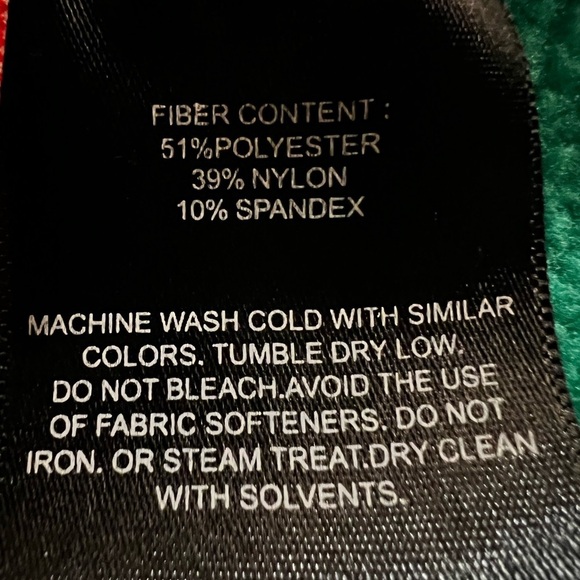 FIBER CONTENT :
51%POLYESTER
39% NYLON
10% SPANDEX
MACHINE WASH COLD WITH SIMILAR
COLORS. TUMBLE DRY LOW.
DO NOT BLEACH.AVOID THE USE
OF FABRIC SOFTENERS. DO NOT
IRON. OR STEAM TREAT.DRY CLEAN
WITH SOLVENTS.